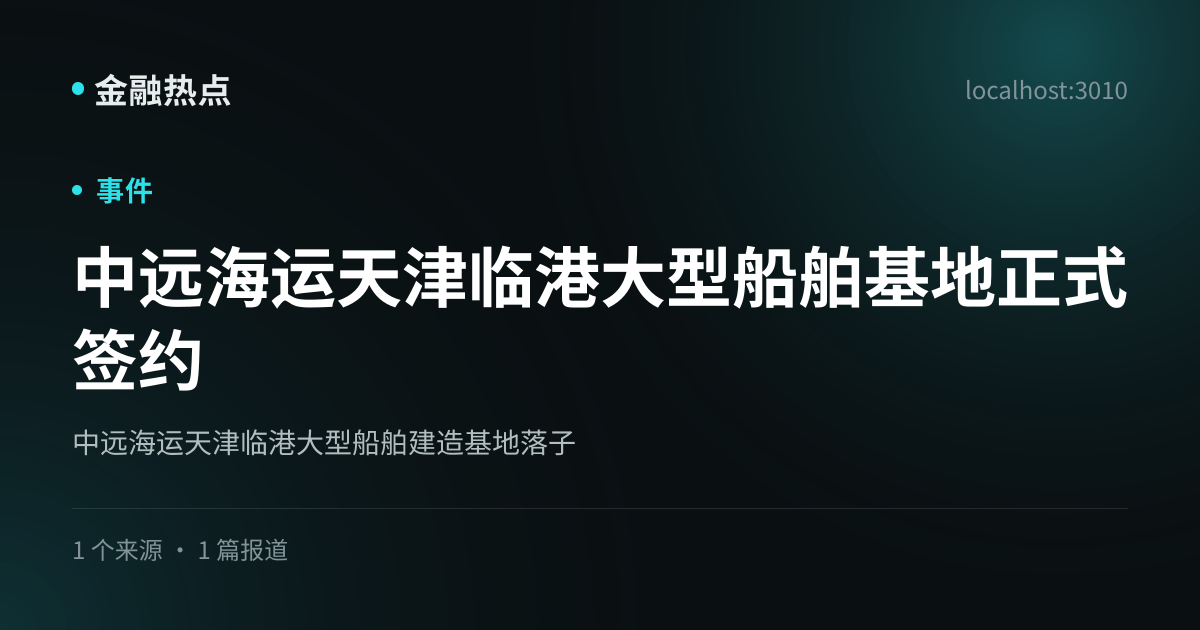 金融热点
localhost:3010
事件
中远海运天津临港大型船舶基地正式
签约
中远海运天津临港大型船舶建造基地落子
1 个来源 · 1 篇报道